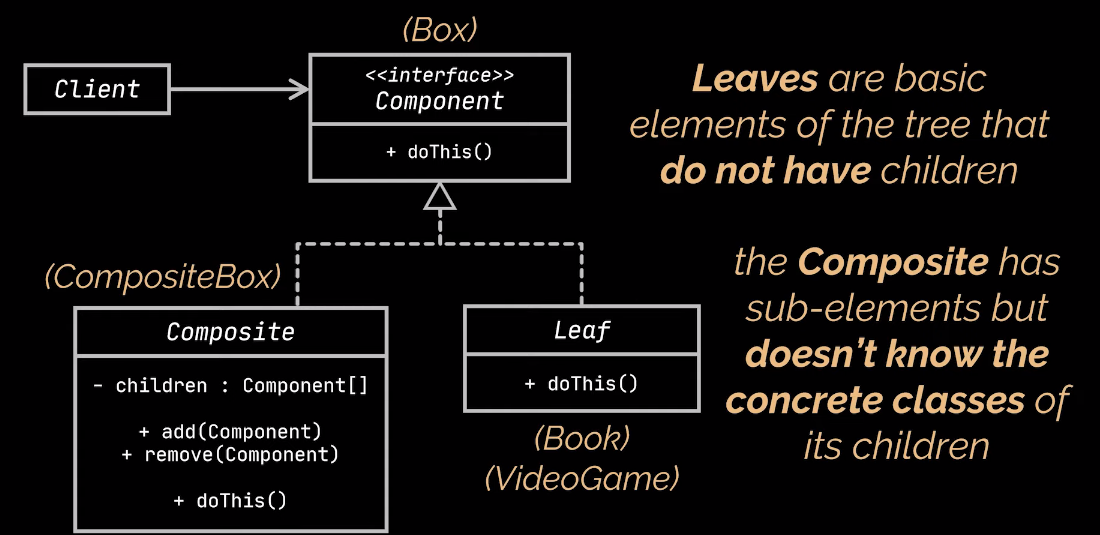 (Box)
Client
<<interface>>
Component
+ doThis()
Leaves are basic
elements of the tree that
do not have children
(CompositeBox)
Composite
- children : Component[]
+ add(Component)
+ remove(Component)
+ doThis()
Leaf
+ doThis()
(Book)
(VideoGame)
the Composite has
sub-elements but
doesn't know the
concrete classes of
its children